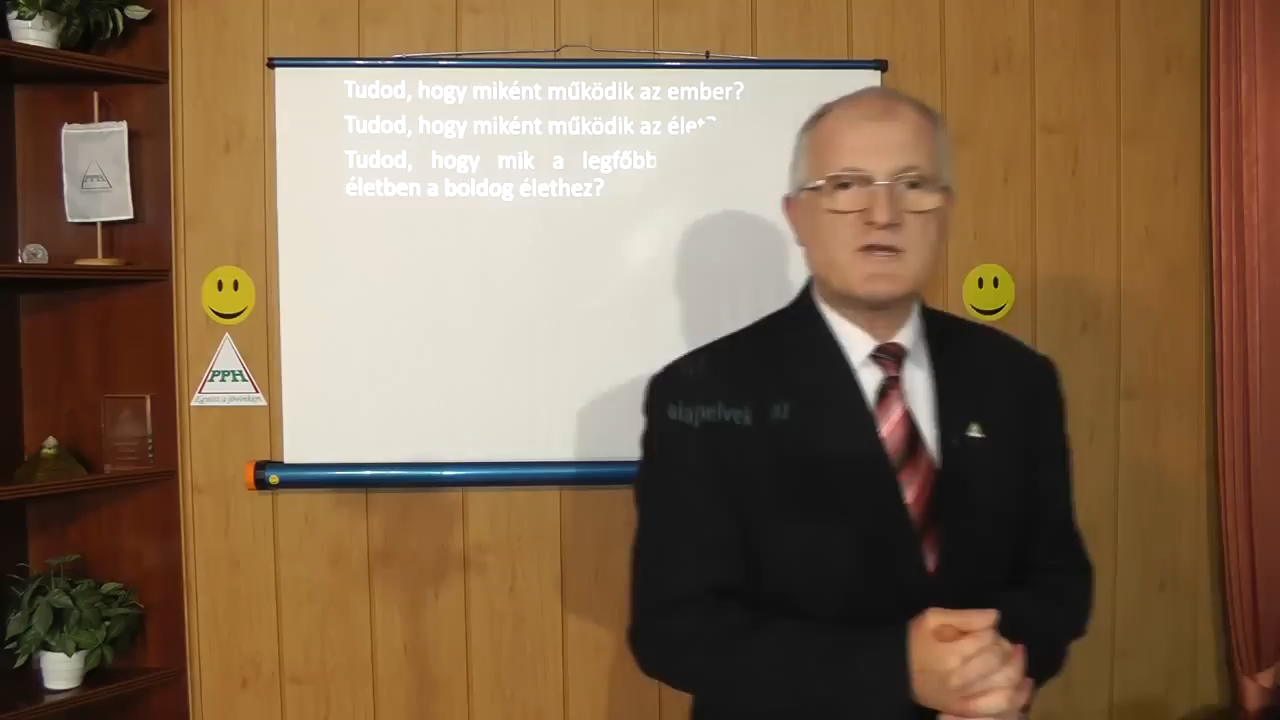 Tudod, hogy miként működik az ember?
Tudod, hogy miként működik az élet?
Tudod, hogy mik a legfőbb
életben a boldog élethez?
alapelvek az
PPH
PPH